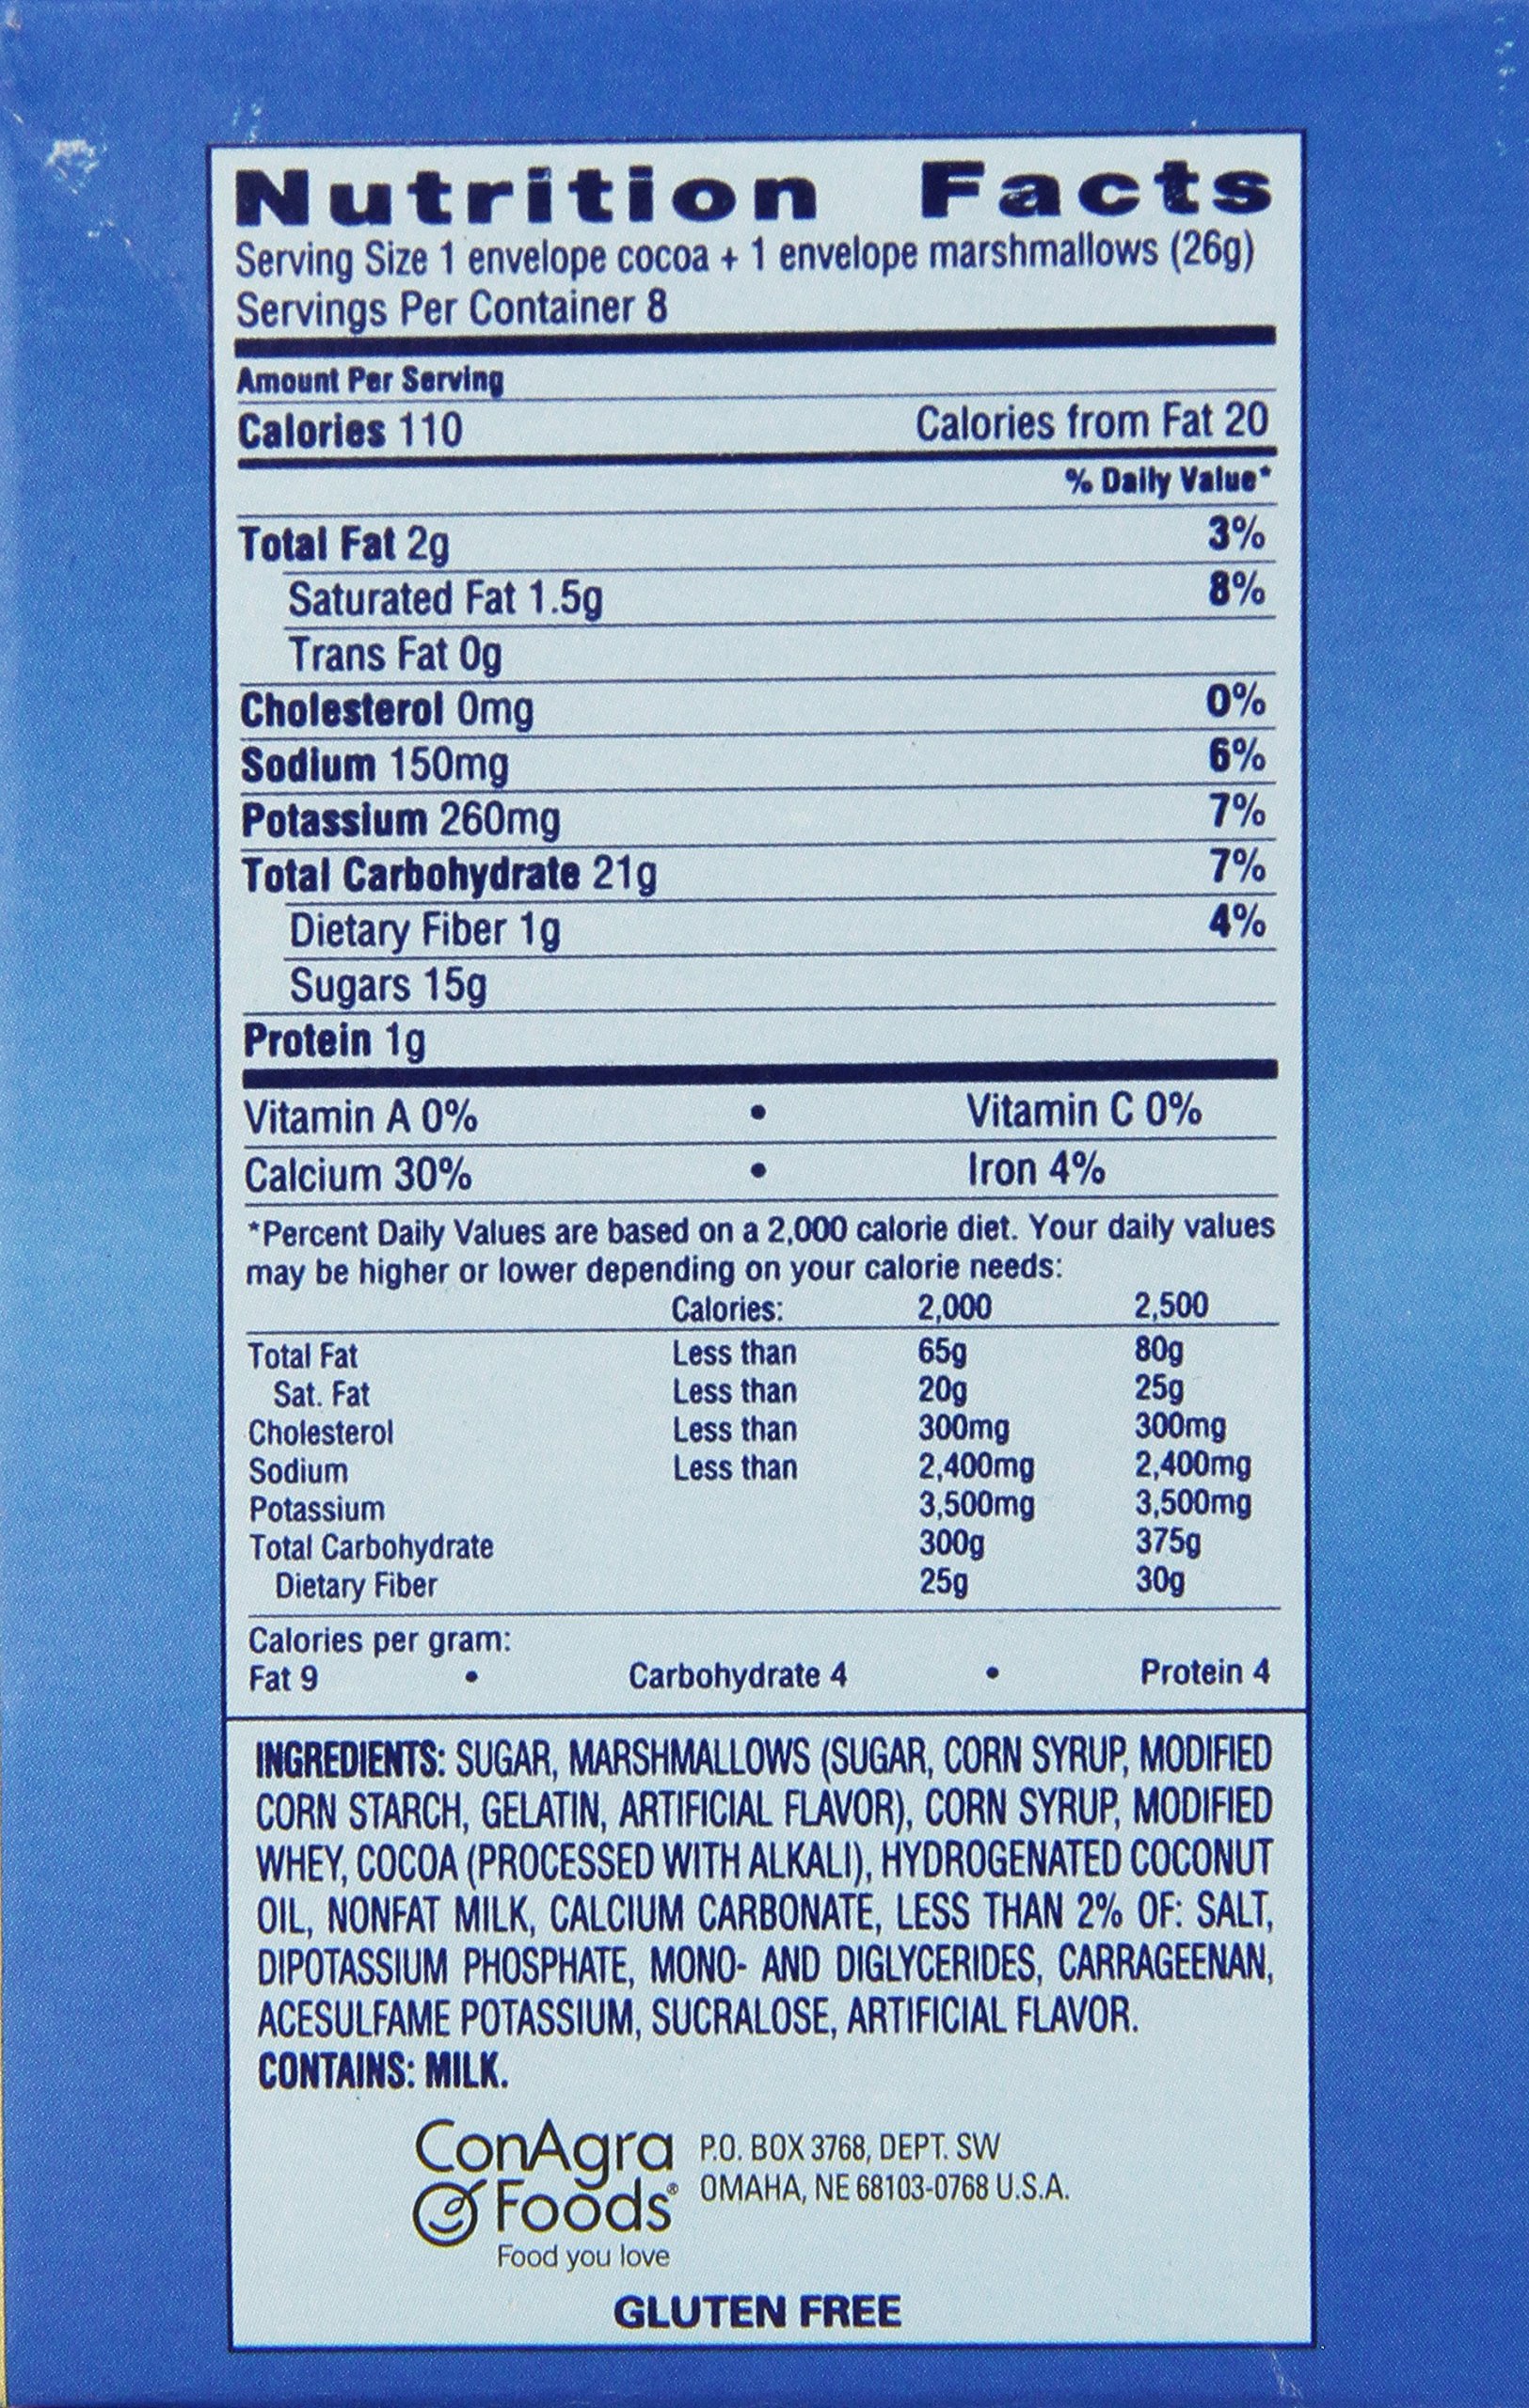 Nutrition Facts
Serving Size 1 envelope cocoa + 1 envelope marshmallows (26g)
Servings Per Container 8
Amount Per Serving
Calories 110 Calories from Fat 20
% Daily Value*
Total Fat 2g 3%
Saturated Fat 1.5g 8%
Trans Fat 0g
Cholesterol 0mg 0%
Sodium 150mg 6%
Potassium 260mg 7%
Total Carbohydrate 21g 7%
Dietary Fiber 1g 4%
Sugars 15g
Protein 1g
Vitamin A 0% • Vitamin C 0%
Calcium 30% • Iron 4%
*Percent Daily Values are based on a 2,000 calorie diet. Your daily values
may be higher or lower depending on your calorie needs:
Calories: 2,000 2,500
Total Fat Less than 65g 80g
Sat. Fat Less than 20g 25g
Cholesterol Less than 300mg 300mg
Sodium Less than 2,400mg 2,400mg
Potassium 3,500mg 3,500mg
Total Carbohydrate 300g 375g
Dietary Fiber 25g 30g
Calories per gram:
Fat 9 • Carbohydrate 4 • Protein 4
INGREDIENTS: SUGAR, MARSHMALLOWS (SUGAR, CORN SYRUP, MODIFIED
CORN STARCH, GELATIN, ARTIFICIAL FLAVOR), CORN SYRUP, MODIFIED
WHEY, COCOA (PROCESSED WITH ALKALI), HYDROGENATED COCONUT
OIL, NONFAT MILK, CALCIUM CARBONATE, LESS THAN 2% OF: SALT,
DIPOTASSIUM PHOSPHATE, MONO- AND DIGLYCERIDES, CARRAGEENAN,
ACESULFAME POTASSIUM, SUCRALOSE, ARTIFICIAL FLAVOR.
CONTAINS: MILK.
ConAgra
Foods®
Food you love
P.O. BOX 3768, DEPT. SW
OMAHA, NE 68103-0768 U.S.A.
GLUTEN FREE